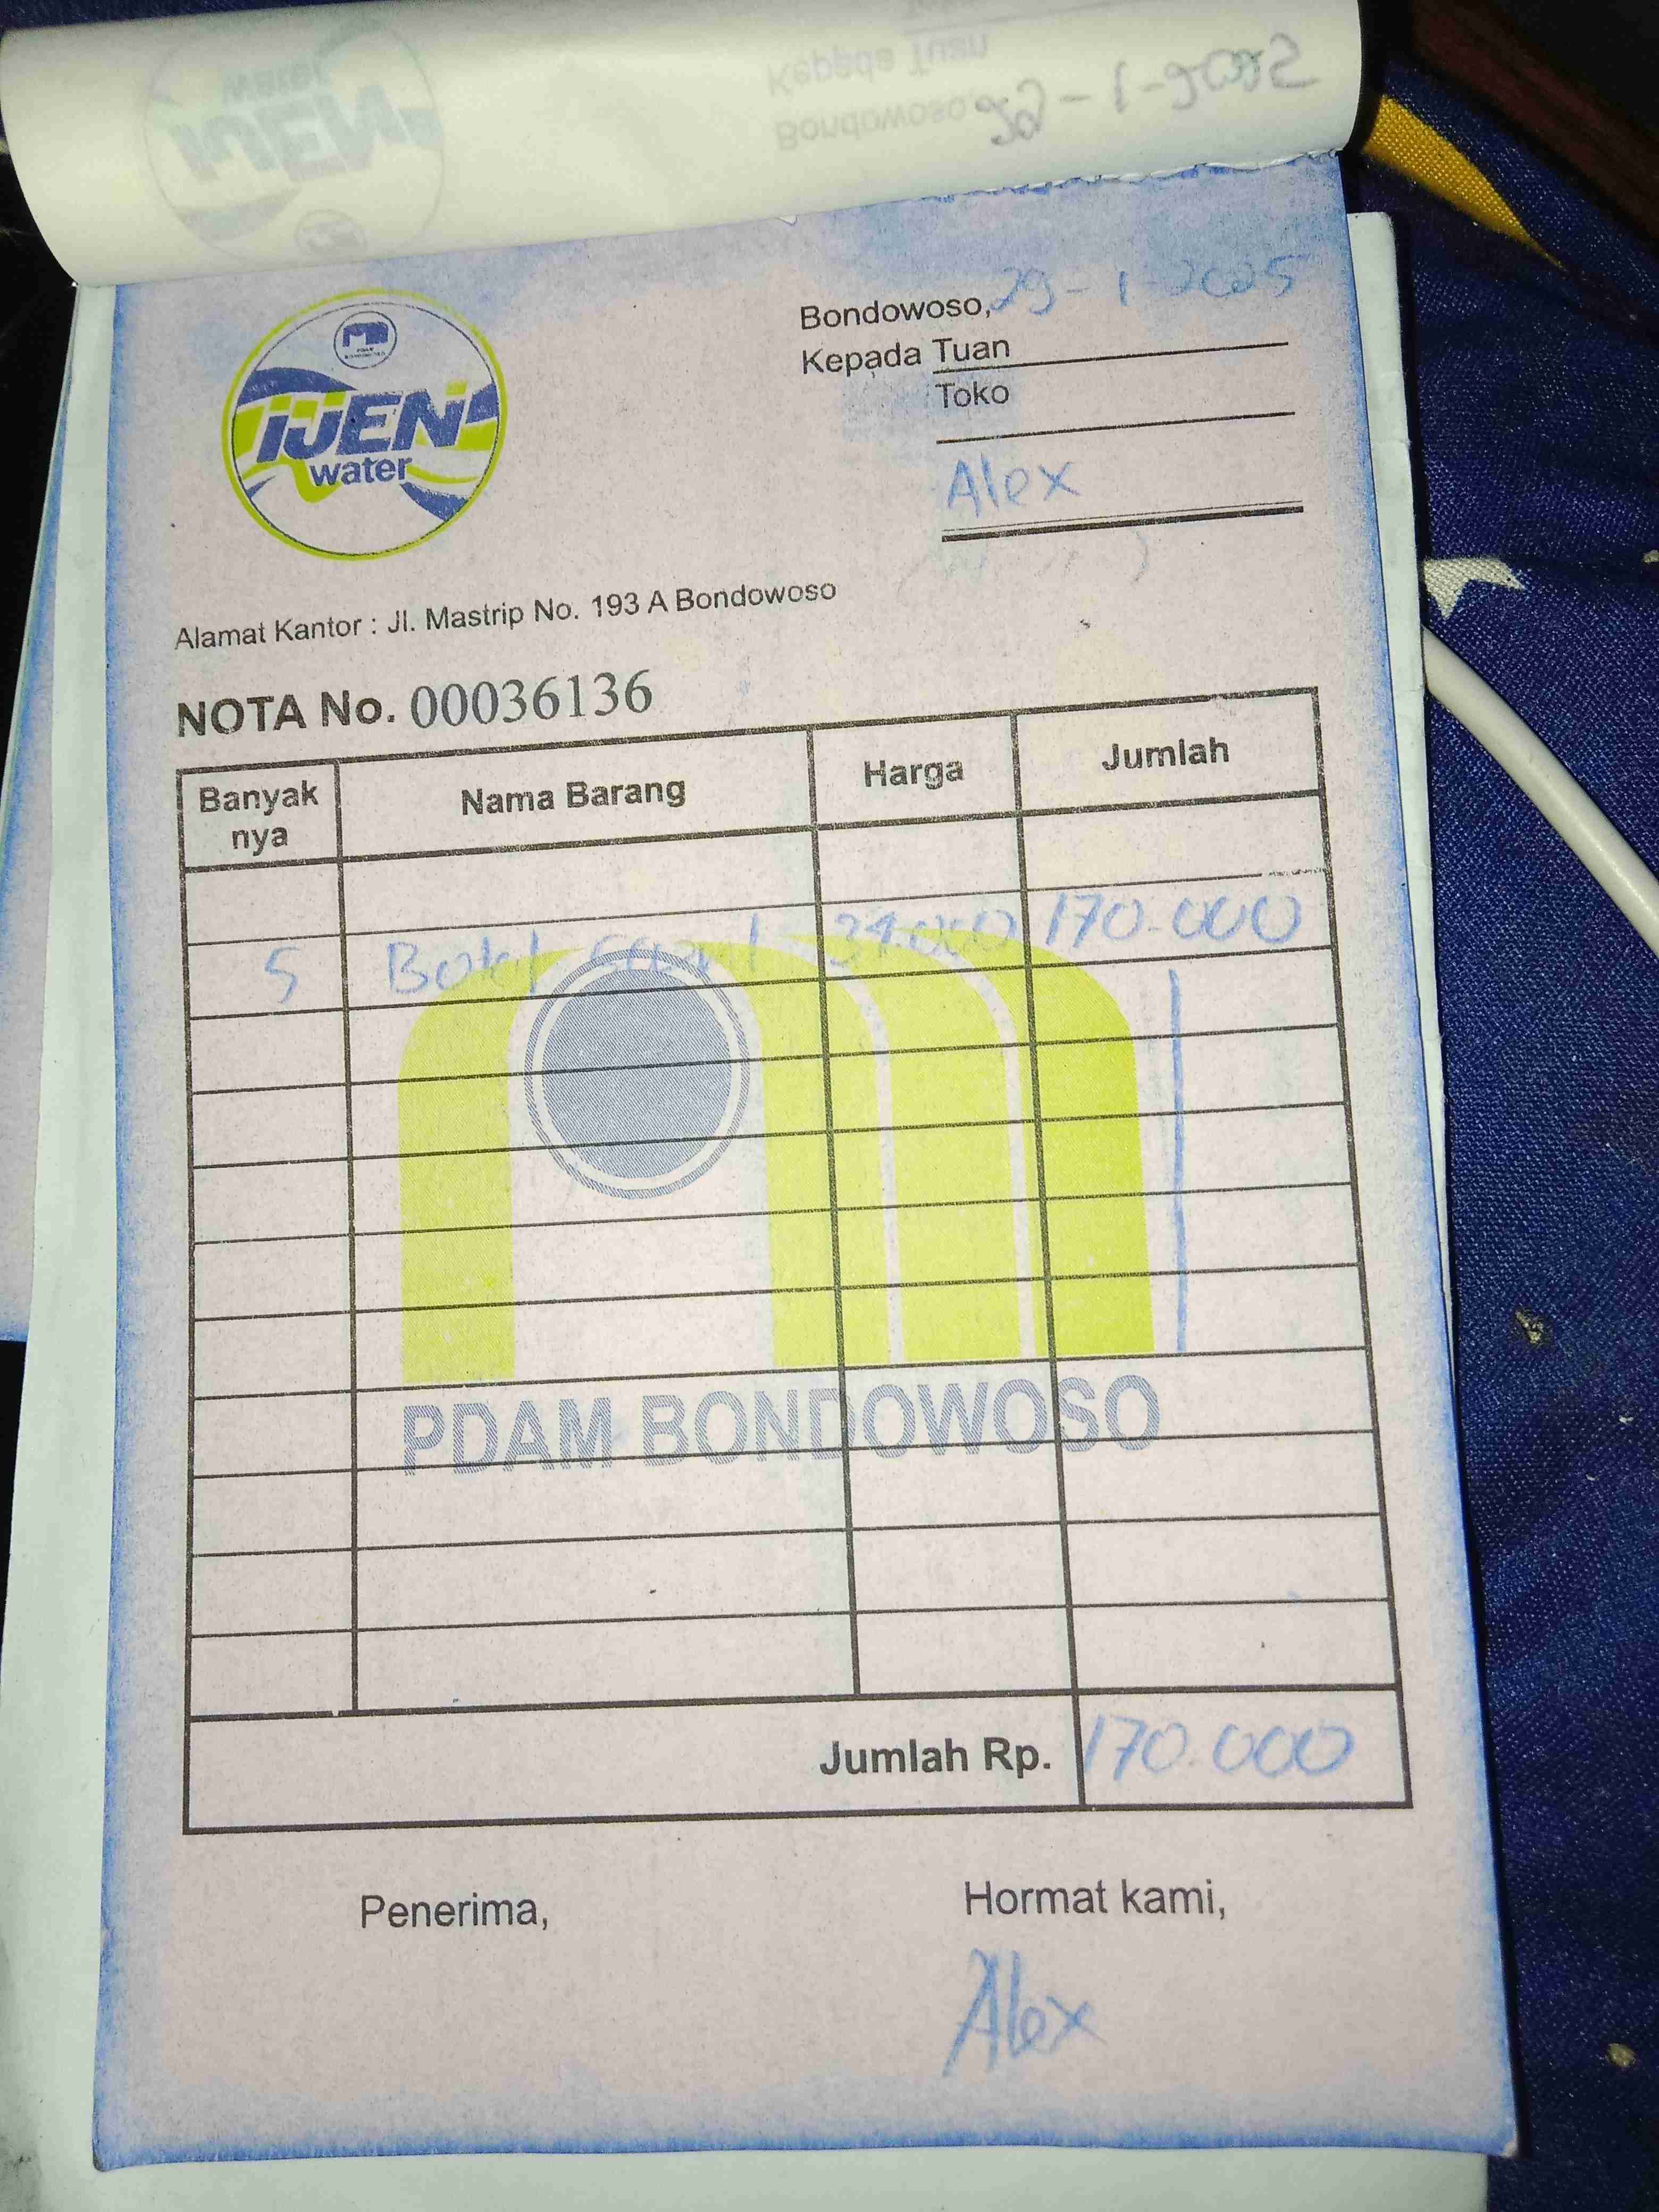 Bondowoso, 29-1-2025
Kepada Tuan
Toko
Alex
iJEN
water
Alamat Kantor : Jl. Mastrip No. 193 A Bondowoso
NOTA No. 00036136
Banyak nya Nama Barang Harga Jumlah
5 Botol 34.000 170.000
PDAM BONDOWOSO
Jumlah Rp. 170.000
Penerima, Hormat kami,
Alex